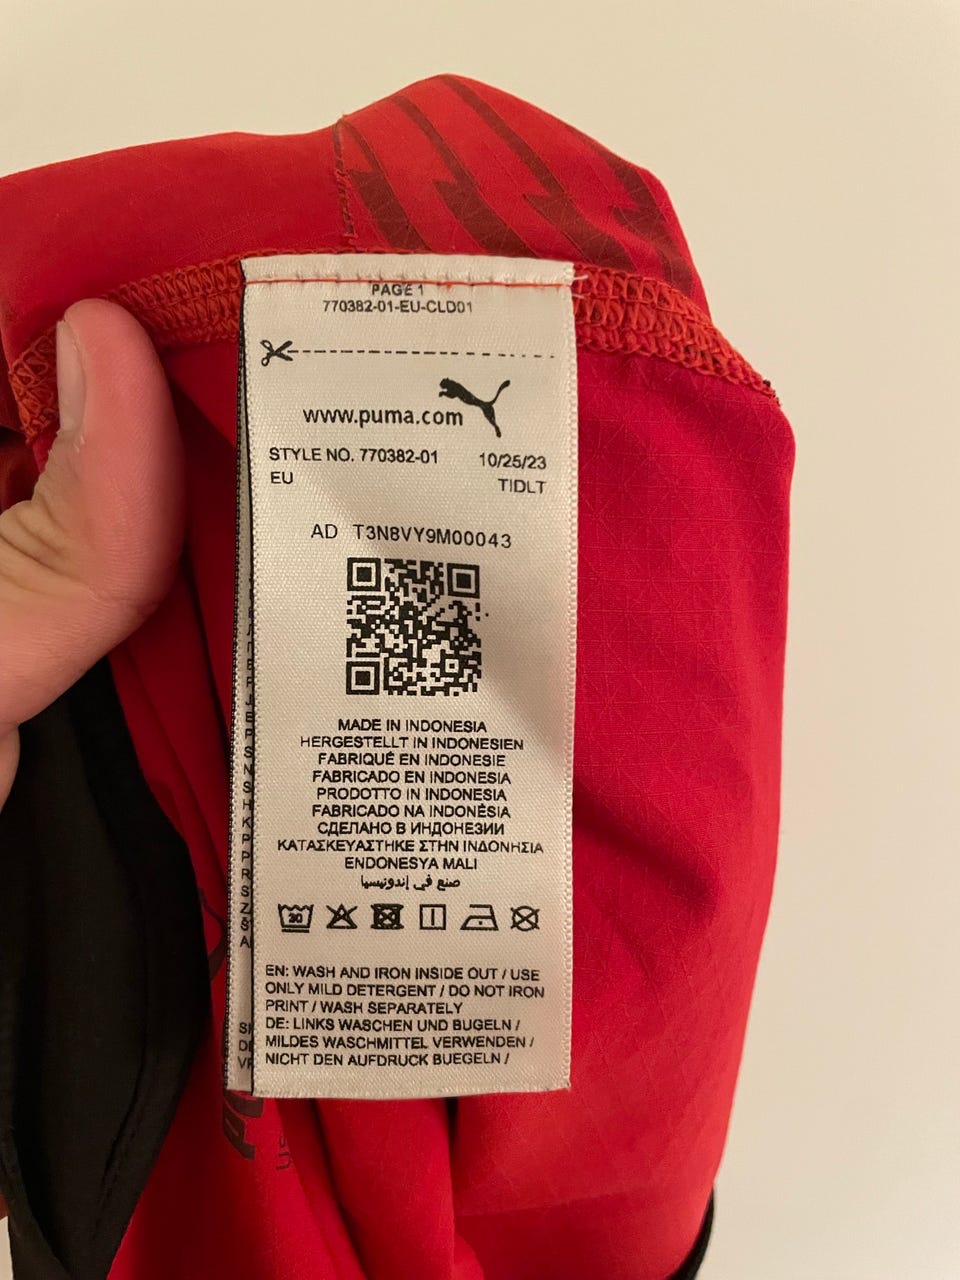 PAGE 1
770382-01-EU-CLD01
www.puma.com
STYLE NO. 770382-01 10/25/23
EU TIDLT
AD T3N8VY9M00043
MADE IN INDONESIA
HERGESTELLT IN INDONESIEN
FABRIQUÉ EN INDONESIE
FABRICADO EN INDONESIA
PRODOTTO IN INDONESIA
FABRICADO NA INDONÉSIA
СДЕЛАНО В ИНДОНЕЗИИ
ΚΑΤΑΣΚΕΥΑΣΤΗΚΕ ΣΤΗΝ ΙΝΔΟΝΗΣΙΑ
ENDONESYA MALI
صنع في إندونيسيا
30
EN: WASH AND IRON INSIDE OUT / USE
ONLY MILD DETERGENT / DO NOT IRON
PRINT / WASH SEPARATELY
DE: LINKS WASCHEN UND BUGELN /
MILDES WASCHMITTEL VERWENDEN /
NICHT DEN AUFDRUCK BUEGELN /